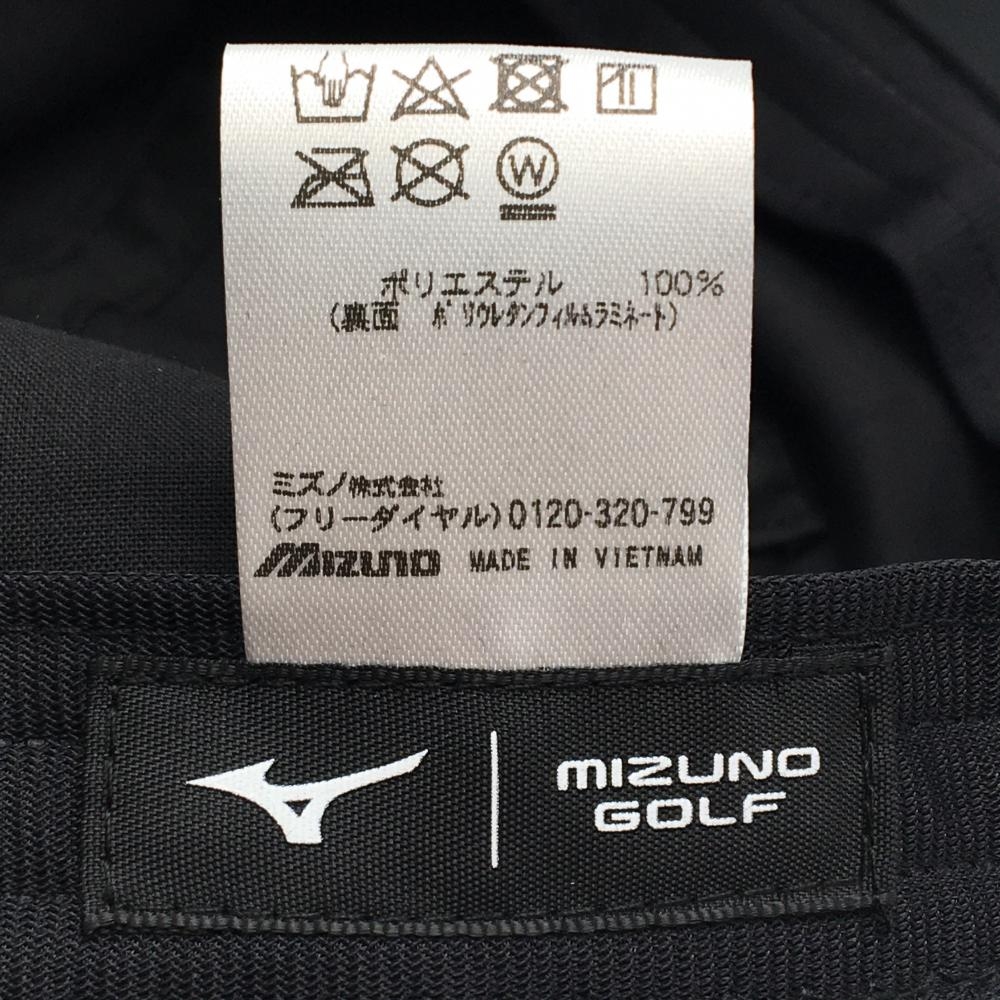 W
ポリエステル 100%
(裏面 ポリウレタンフィルムラミネート)
ミズノ株式会社
(フリーダイヤル)0120-320-799
Mizuno MADE IN VIETNAM
MIZUNO
GOLF